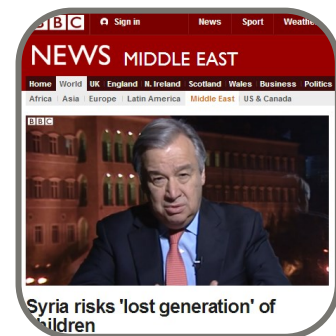 BBC Sign in News Sport Weathe
NEWS MIDDLE EAST
Home World UK England N. Ireland Scotland Wales Business Politics
Africa Asia Europe Latin America Middle East US & Canada
BBC
Syria risks 'lost generation' of
children